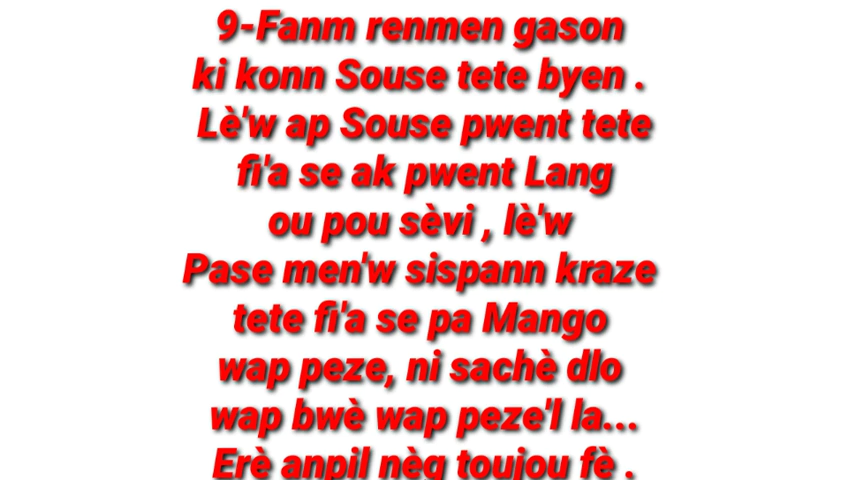 9-Fanm renmen gason
ki konn Souse tete byen .
Lè'w ap Souse pwent tete
fi'a se ak pwent Lang
ou pou sèvi , lè'w
Pase men'w sispann kraze
tete fi'a se pa Mango
wap peze, ni sachè dlo
wap bwè wap peze'l la...
Erè anpil nèg toujou fè .